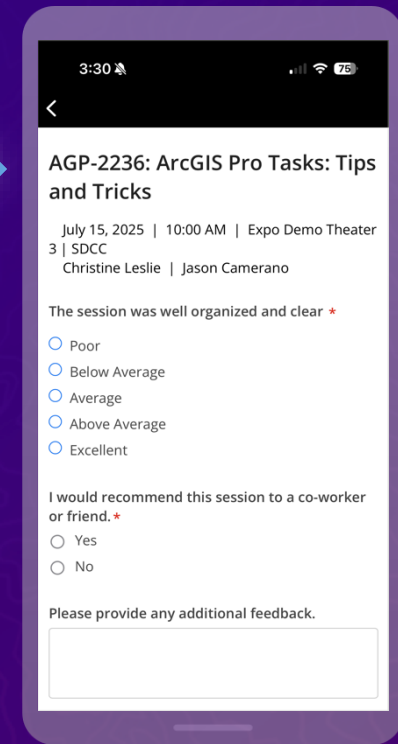 3:30
75
AGP-2236: ArcGIS Pro Tasks: Tips
and Tricks
July 15, 2025 | 10:00 AM | Expo Demo Theater
3 | SDCC
Christine Leslie | Jason Camerano
The session was well organized and clear *
Poor
Below Average
Average
Above Average
Excellent
I would recommend this session to a co-worker
or friend.*
Yes
No
Please provide any additional feedback.